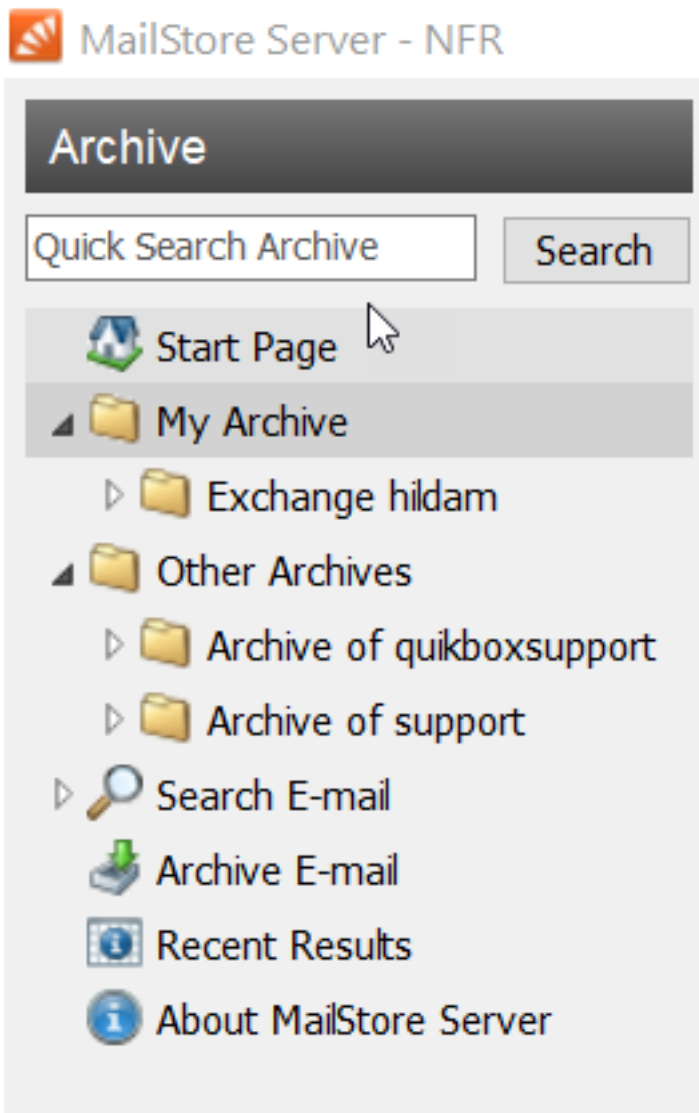 MailStore Server - NFR
Archive
Quick Search Archive Search
Start Page
My Archive
Exchange hildam
Other Archives
Archive of quikboxsupport
Archive of support
Search E-mail
Archive E-mail
Recent Results
About MailStore Server